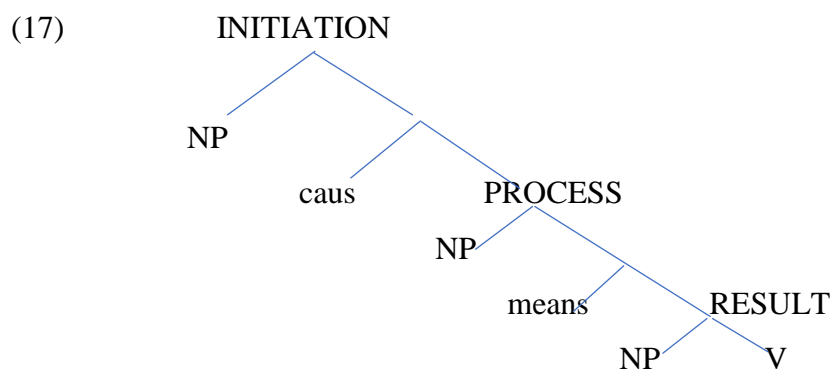 (17) INITIATION
NP
caus PROCESS
NP
means RESULT
NP V